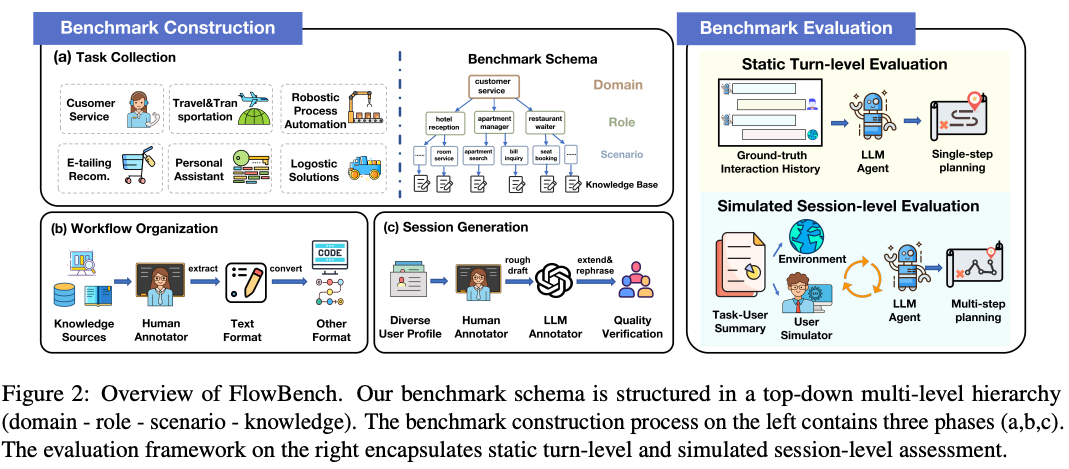 Benchmark Construction
(a) Task Collection
Cusomer
Service
Travel&Tran
sportation
Robostic
Process
Automation
E-tailing
Recom.
Personal
Assistant
Logostic
Solutions
Benchmark Schema
customer
service
Domain
hotel
reception
apartment
manager
restaurant
waiter
Role
......
room
service
apartment
search
bill
inquiry
seat
booking
......
Scenario
Knowledge Base
(b) Workflow Organization
extract
convert
CODE
Knowledge
Sources
Human
Annotator
Text
Format
Other
Format
(c) Session Generation
rough
draft
extend&
rephrase
Diverse
User Profile
Human
Annotator
LLM
Annotator
Quality
Verification
Benchmark Evaluation
Static Turn-level Evaluation
Ground-truth
Interaction History
LLM
Agent
Single-step
planning
Simulated Session-level Evaluation
Environment
Task-User
Summary
User
Simulator
LLM
Agent
Multi-step
planning
Figure 2: Overview of FlowBench. Our benchmark schema is structured in a top-down multi-level hierarchy
(domain - role - scenario - knowledge). The benchmark construction process on the left contains three phases (a,b,c).
The evaluation framework on the right encapsulates static turn-level and simulated session-level assessment.